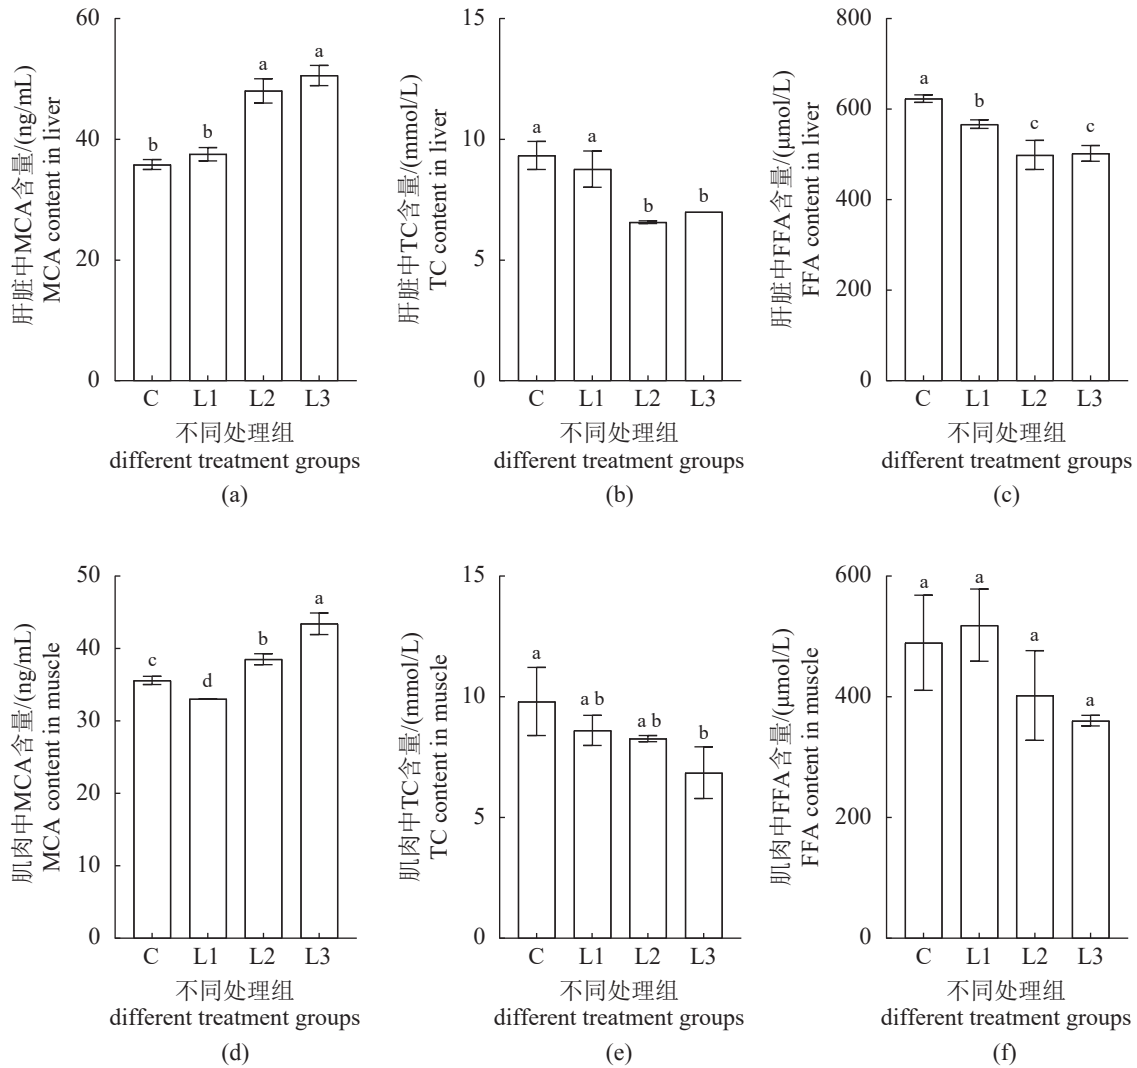 肝脏中MCA含量/(ng/mL)
MCA content in liver
60
40
20
0
b
b
a
a
C L1 L2 L3
不同处理组
different treatment groups
(a)
肝脏中TC含量/(mmol/L)
TC content in liver
15
10
5
0
a
a
b
b
C L1 L2 L3
不同处理组
different treatment groups
(b)
肝脏中FFA含量/(μmol/L)
FFA content in liver
800
600
400
200
0
a
b
c
c
C L1 L2 L3
不同处理组
different treatment groups
(c)
肌肉中MCA含量/(ng/mL)
MCA content in muscle
50
40
30
20
10
0
c
d
b
a
C L1 L2 L3
不同处理组
different treatment groups
(d)
肌肉中TC含量/(mmol/L)
TC content in muscle
15
10
5
0
a
a b
a b
b
C L1 L2 L3
不同处理组
different treatment groups
(e)
肌肉中FFA含量/(μmol/L)
FFA content in muscle
600
400
200
0
a
a
a
a
C L1 L2 L3
不同处理组
different treatment groups
(f)